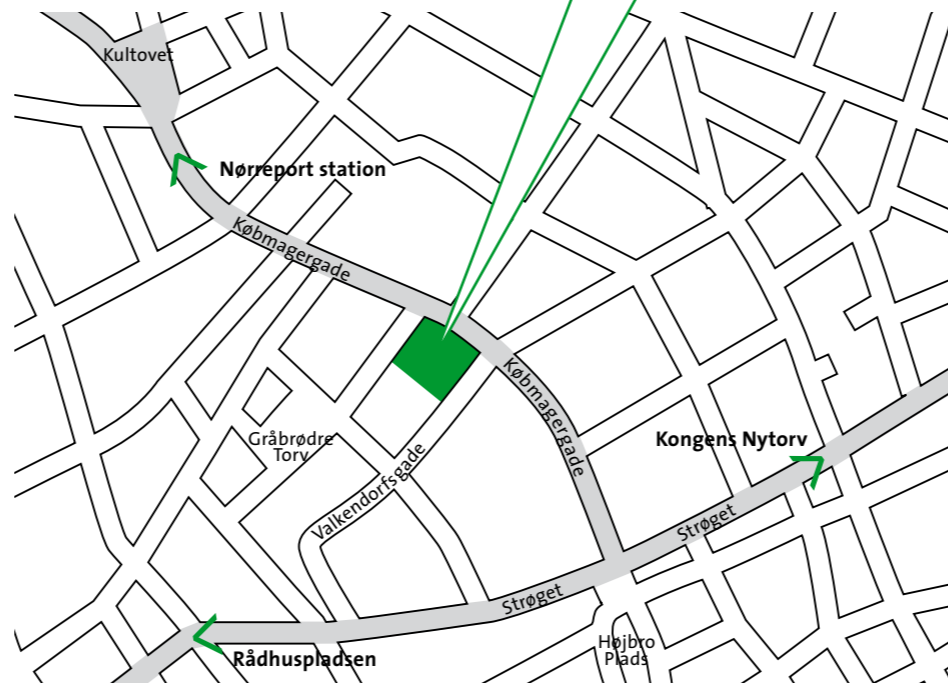 Kultovet
Nørreport station
Købmagergade
Købmagergade
Kongens Nytorv
Gråbrødre
Torv
Valkendorfsgade
Strøget
Strøget
Højbro
Plads
Rådhuspladsen